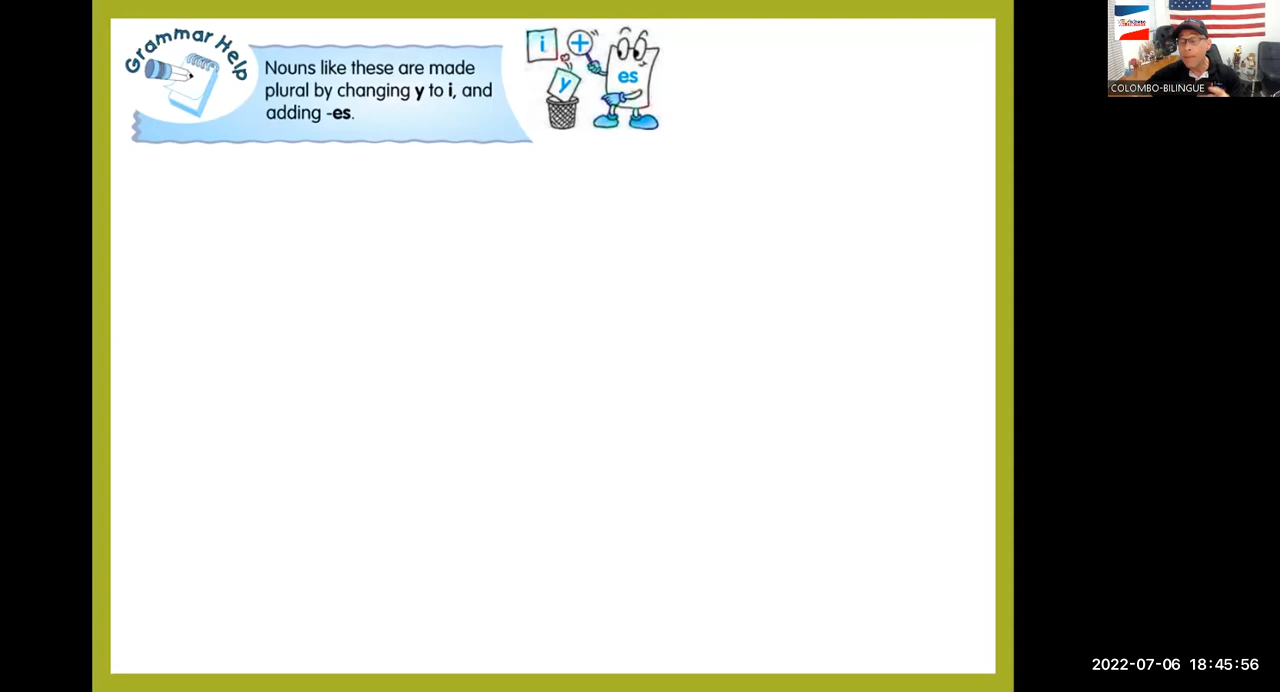 Grammar Help
Nouns like these are made
plural by changing y to i, and
adding -es.
i
+
y
es
COLOMBO-BILINGUE
2022-07-06 18:45:56